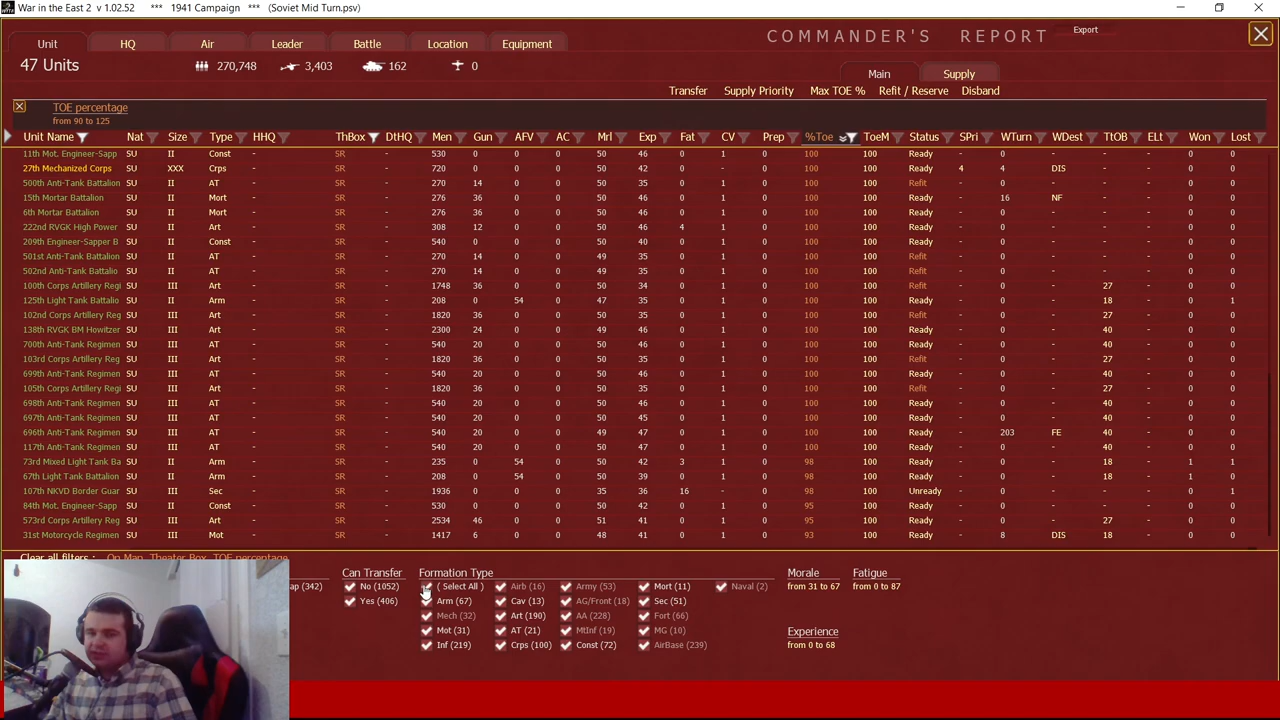 War in the East 2  v 1.02.52    ***  1941 Campaign   ***  (Soviet Mid Turn)
Unit HQ Air Leader Battle Location Equipment
COMMANDER'S REPORT Export
47 Units 270,748 3,403 162 0
Main Supply
Transfer Supply Priority Max TOE % Refit / Reserve Disband
TOE percentage
from 90 to 125
Unit Name Nat Size Type HHQ ThBox DtHQ Men Gun AFV AC Mrl Exp Fat CV Prep %Toe ToeM Status SPri WTurn WDest TtOB ELt Won Lost
11th Mot. Engineer-Sapp SU II Const - SR - 530 0 0 0 50 46 0 1 0 100 100 Ready - 0 - - - 0 0
27th Mechanized Corps SU XXX Crps - SR - 720 0 0 0 50 42 0 - 0 100 100 Ready 4 4 DIS - - 0 0
500th Anti-Tank Battalion SU II AT - SR - 270 14 0 0 50 35 0 1 0 100 100 Refit - 0 - - - 0 0
15th Mortar Battalion SU II Mort - SR - 276 36 0 0 50 46 0 1 0 100 100 Ready - 16 NF - - 0 0
6th Mortar Battalion SU II Mort - SR - 276 36 0 0 50 46 0 1 0 100 100 Ready - 0 - - - 0 0
222nd RVGK High Power SU II Art - SR - 308 12 0 0 50 46 4 1 0 100 100 Ready - 0 - - - 0 0
209th Engineer-Sapper B SU II Const - SR - 540 0 0 0 50 40 0 1 0 100 100 Ready - 0 - - - 0 0
501st Anti-Tank Battalion SU II AT - SR - 270 14 0 0 49 35 0 1 0 100 100 Refit - 0 - - - 0 0
502nd Anti-Tank Battalio SU II AT - SR - 270 14 0 0 49 35 0 1 0 100 100 Refit - 0 - - - 0 0
100th Corps Artillery Regi SU III Art - SR - 1748 36 0 0 50 34 0 1 0 100 100 Refit - 0 - 27 - 0 0
125th Light Tank Battalio SU II Arm - SR - 208 0 54 0 47 35 0 1 0 100 100 Ready - 0 - 18 - 0 1
102nd Corps Artillery Reg SU III Art - SR - 1820 36 0 0 50 35 0 1 0 100 100 Refit - 0 - 27 - 0 0
138th RVGK BM Howitzer SU III Art - SR - 2300 24 0 0 49 46 0 1 0 100 100 Ready - 0 - 40 - 0 0
700th Anti-Tank Regimen SU III AT - SR - 540 20 0 0 50 46 0 1 0 100 100 Ready - 0 - 40 - 0 0
103rd Corps Artillery Reg SU III Art - SR - 1820 36 0 0 50 35 0 1 0 100 100 Refit - 0 - 27 - 0 0
699th Anti-Tank Regimen SU III AT - SR - 540 20 0 0 50 46 0 1 0 100 100 Ready - 0 - 40 - 0 0
105th Corps Artillery Regi SU III Art - SR - 1820 36 0 0 50 35 0 1 0 100 100 Refit - 0 - 27 - 0 0
698th Anti-Tank Regimen SU III AT - SR - 540 20 0 0 50 46 0 1 0 100 100 Ready - 0 - 40 - 0 0
697th Anti-Tank Regimen SU III AT - SR - 540 20 0 0 50 45 0 1 0 100 100 Ready - 0 - 40 - 0 0
696th Anti-Tank Regimen SU III AT - SR - 540 20 0 0 49 47 0 1 0 100 100 Ready - 203 FE 40 - 0 0
117th Anti-Tank Regimen SU III AT - SR - 540 20 0 0 50 47 0 1 0 100 100 Ready - 0 - 40 - 0 0
73rd Mixed Light Tank Ba SU II Arm - SR - 235 0 54 0 50 42 3 1 0 98 100 Ready - 0 - 18 - 1 1
67th Light Tank Battalion SU II Arm - SR - 208 0 54 0 50 39 0 1 0 98 100 Ready - 0 - 18 - 1 0
107th NKVD Border Guar SU III Sec - SR - 1936 0 0 0 35 36 16 - 0 98 100 Unready - 0 - - - 0 1
84th Mot. Engineer-Sapp SU II Const - SR - 530 0 0 0 50 42 0 1 0 95 100 Ready - 0 - - - 0 0
573rd Corps Artillery Reg SU III Art - SR - 2534 46 0 0 51 41 0 1 0 95 100 Ready - 0 - 27 - 0 0
31st Motorcycle Regimen SU III Mot - SR - 1417 6 0 0 48 41 0 1 0 93 100 Ready - 8 DIS 18 - 0 0
Clear all filters : On Map, Theater Box, TOE percentage
Can Transfer Formation Type Morale Fatigue
ap (342) No (1052) ( Select All ) Airb (16) Army (53) Mort (11) Naval (2) from 31 to 67 from 0 to 87
Yes (406) Arm (67) Cav (13) AG/Front (18) Sec (51)
Mech (32) Art (190) AA (228) Fort (66)
Mot (31) AT (21) MtInf (19) MG (10) Experience
Inf (219) Crps (100) Const (72) AirBase (239) from 0 to 68